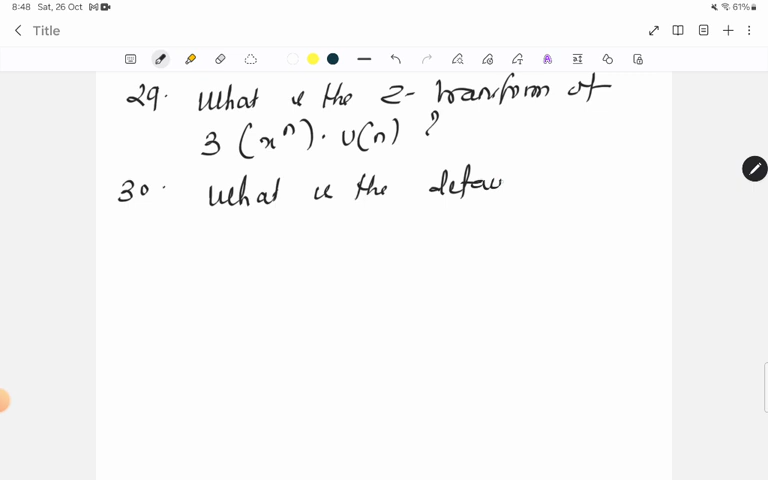 8:48 Sat, 26 Oct
61%
Title
29. What is the Z- transform of
3 (x^n). u(n) ?
30. What is the defau